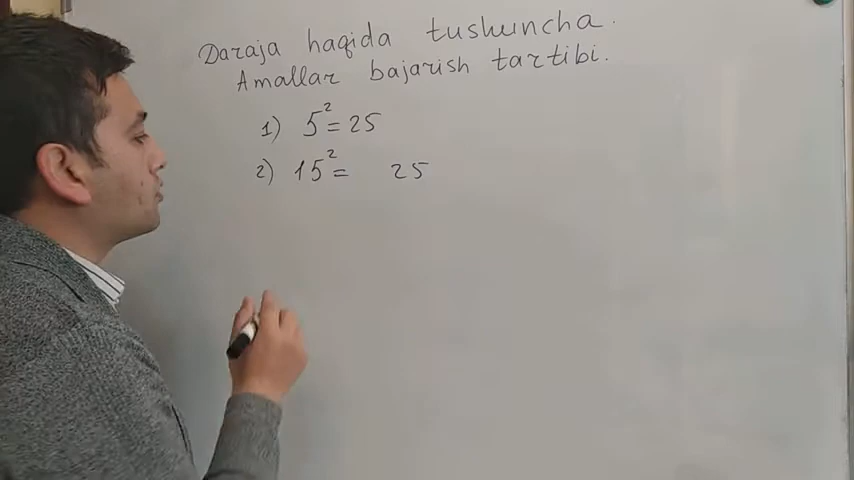 Daraja haqida tushuncha.
Amallar bajarish tartibi.
1) 5² = 25
2) 15² = 25